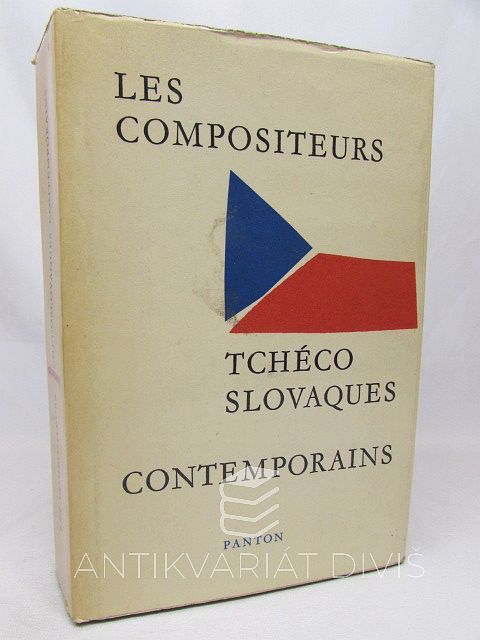 LES
COMPOSITEURS
TCHÉCO
SLOVAQUES
CONTEMPORAINS
PANTON
ANTIKVARIÁT DIVIŠ